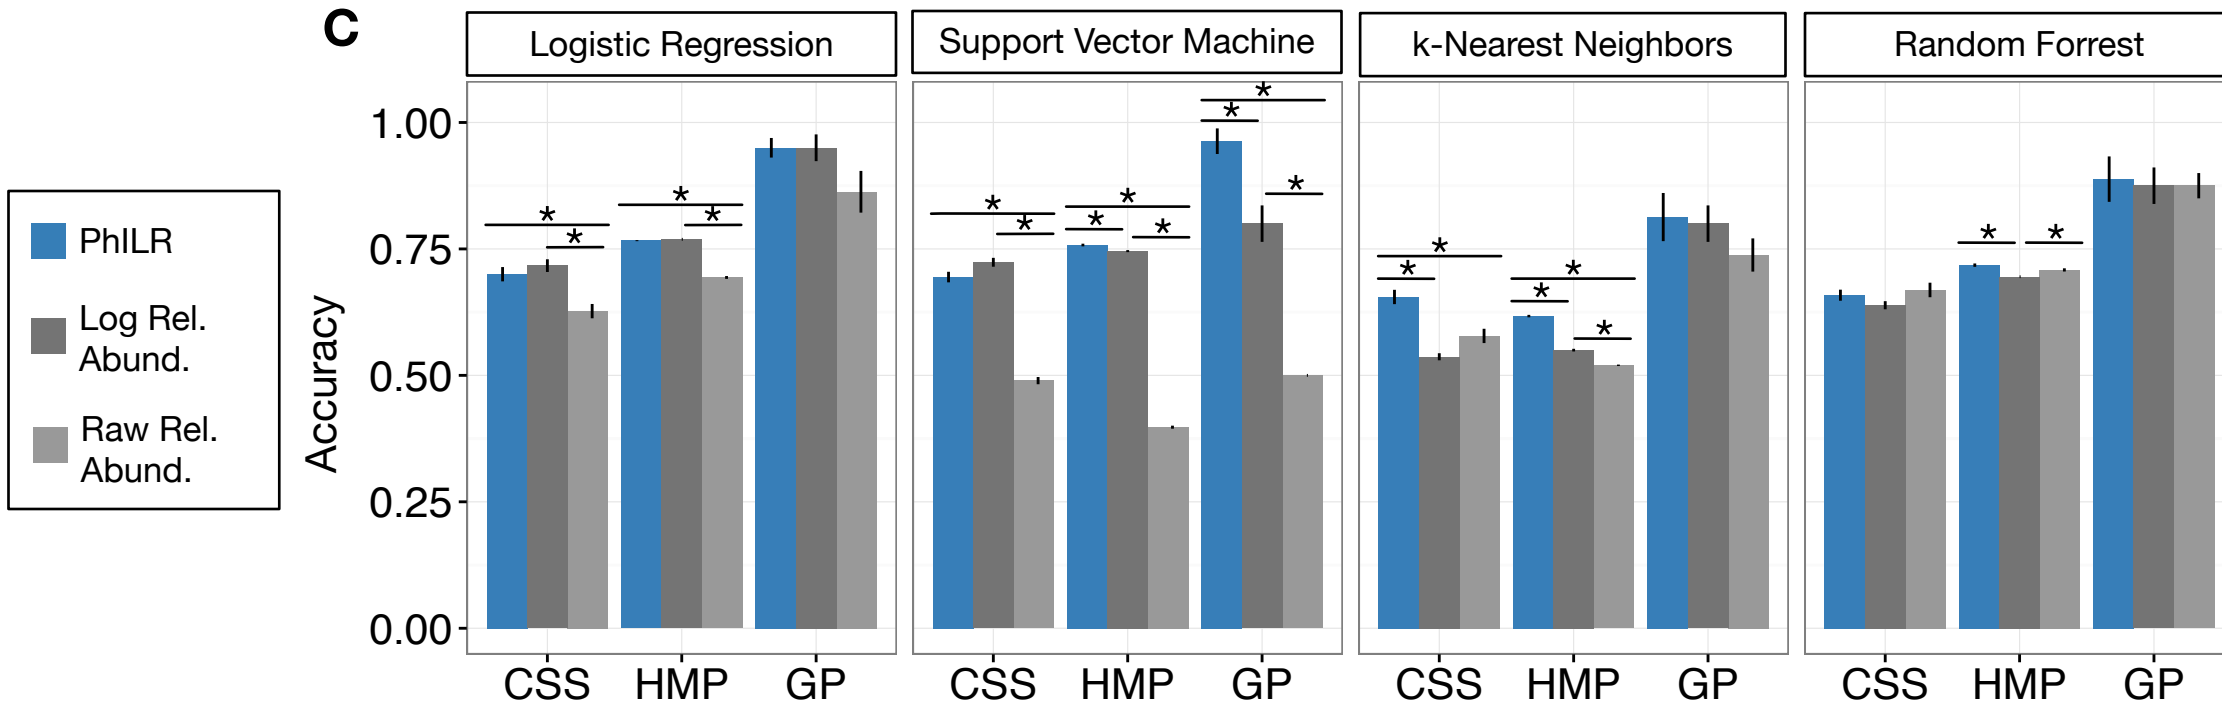 C
Logistic Regression
Support Vector Machine
k-Nearest Neighbors
Random Forrest
PhILR
Log Rel.
Abund.
Raw Rel.
Abund.
Accuracy
1.00
0.75
0.50
0.25
0.00
* * * *
* * * * * * * *
* * * * *
* *
CSS HMP GP
CSS HMP GP
CSS HMP GP
CSS HMP GP